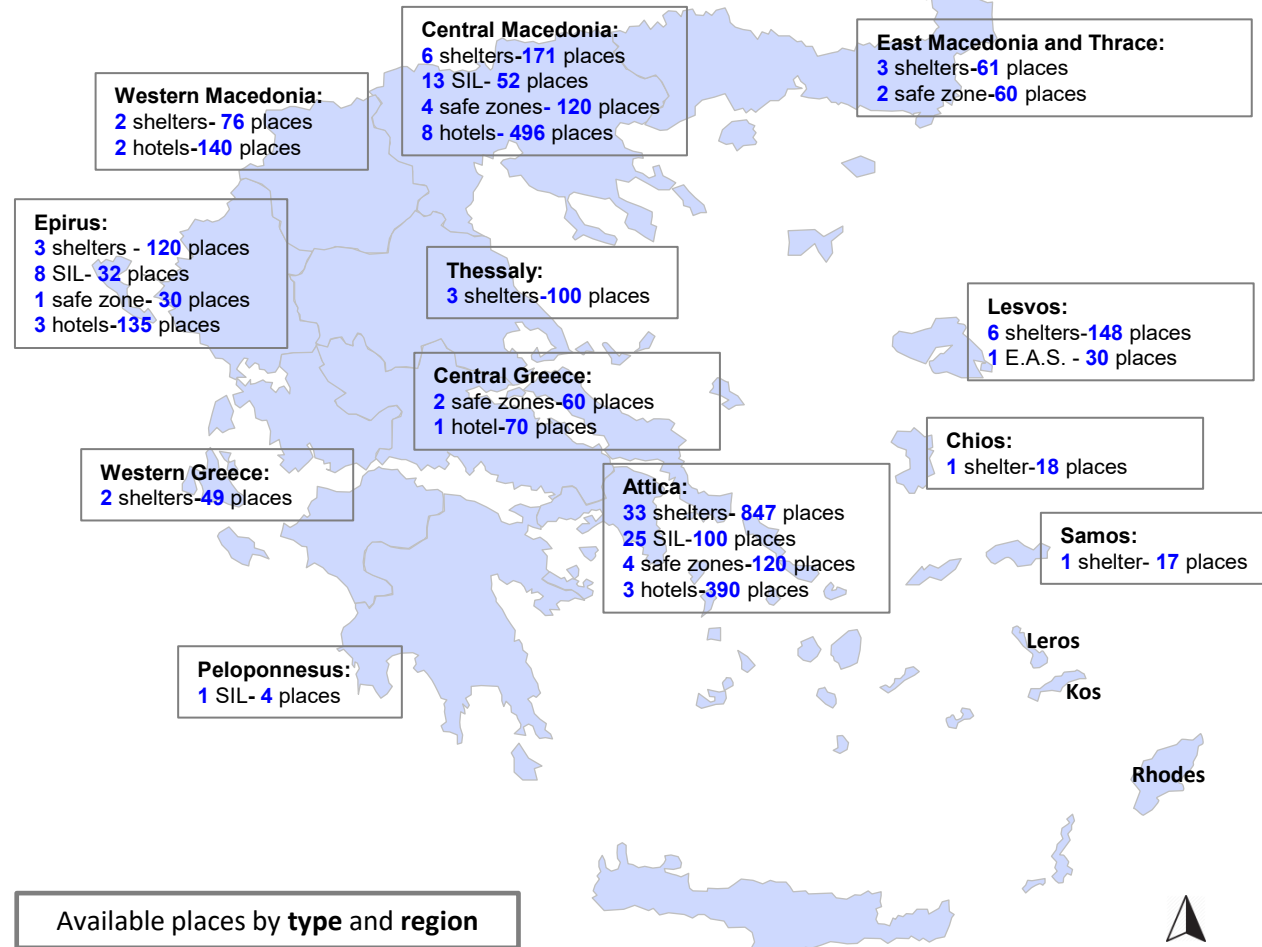 Central Macedonia:
6 shelters-171 places
13 SIL- 52 places
4 safe zones- 120 places
8 hotels- 496 places
East Macedonia and Thrace:
3 shelters-61 places
2 safe zone-60 places
Western Macedonia:
2 shelters- 76 places
2 hotels-140 places
Epirus:
3 shelters - 120 places
8 SIL- 32 places
1 safe zone- 30 places
3 hotels-135 places
Thessaly:
3 shelters-100 places
Lesvos:
6 shelters-148 places
1 E.A.S. - 30 places
Central Greece:
2 safe zones-60 places
1 hotel-70 places
Chios:
1 shelter-18 places
Western Greece:
2 shelters-49 places
Attica:
33 shelters- 847 places
25 SIL-100 places
4 safe zones-120 places
3 hotels-390 places
Samos:
1 shelter- 17 places
Leros
Kos
Peloponnesus:
1 SIL- 4 places
Rhodes
Available places by type and region